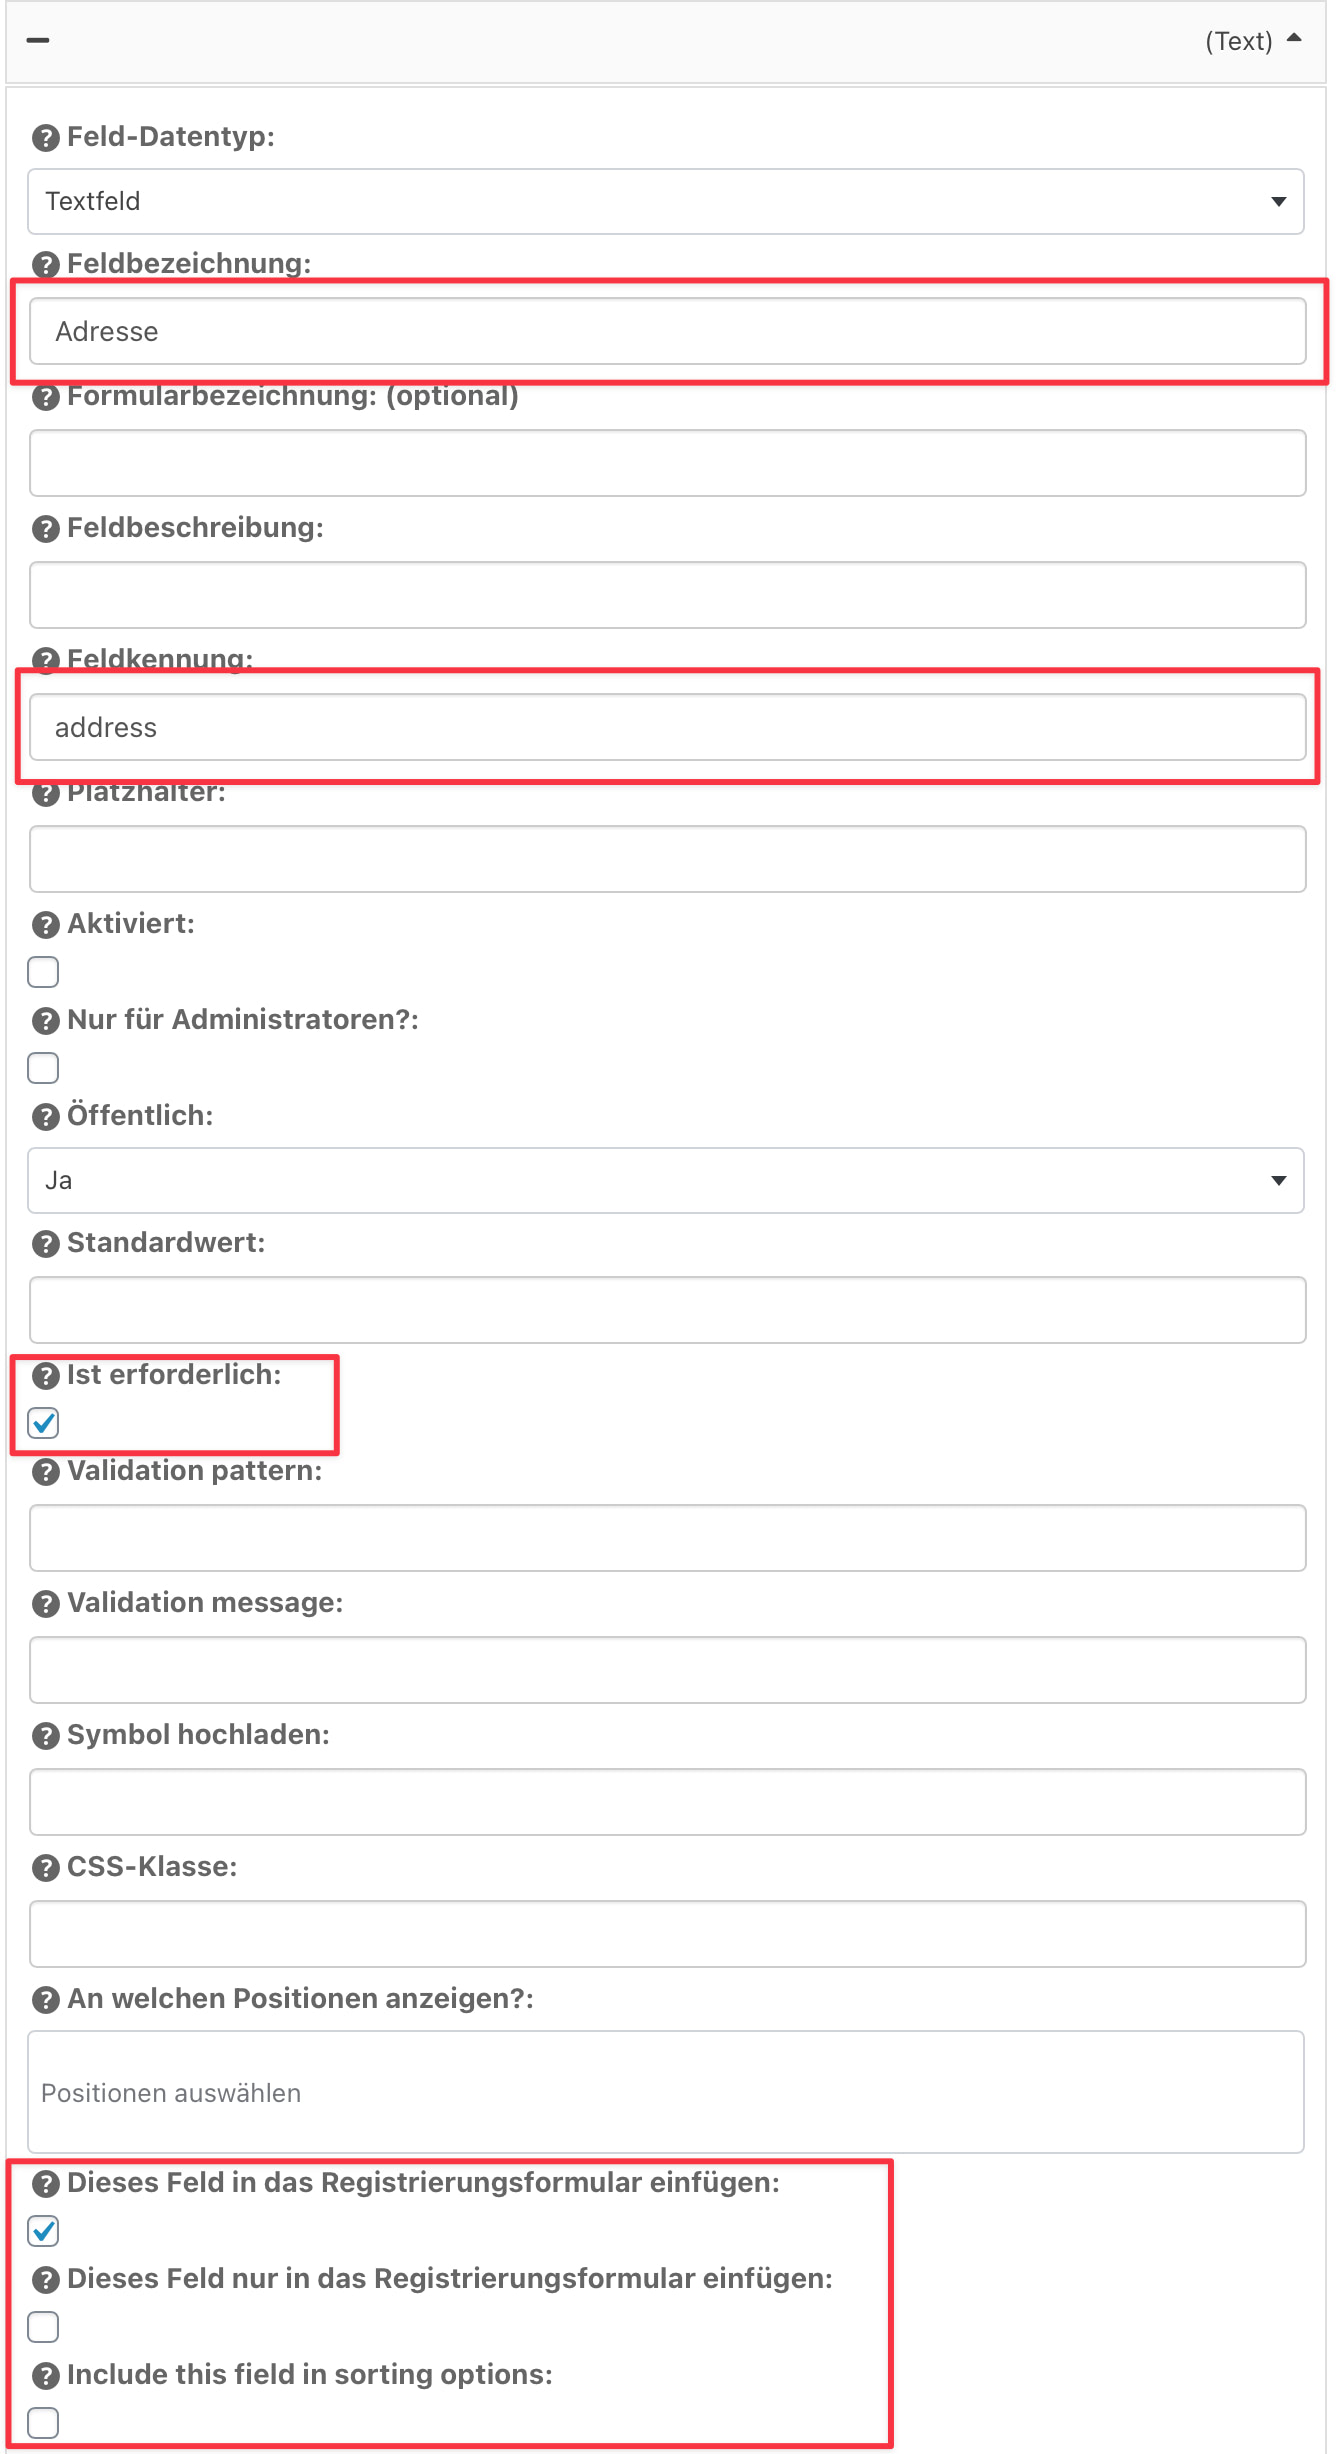 (Text)
Feld-Datentyp:
Textfeld
Feldbezeichnung:
Adresse
Formularbezeichnung: (optional)
Feldbeschreibung:
Feldkennung:
address
Platzhalter:
Aktiviert:
Nur für Administratoren?:
Öffentlich:
Ja
Standardwert:
Ist erforderlich:
Validation pattern:
Validation message:
Symbol hochladen:
CSS-Klasse:
An welchen Positionen anzeigen?:
Positionen auswählen
Dieses Feld in das Registrierungsformular einfügen:
Dieses Feld nur in das Registrierungsformular einfügen:
Include this field in sorting options: